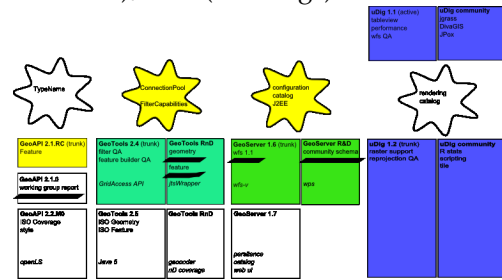 uDig 1.1 (active)
tableview
performance
wfs QA
uDig community
jgrass
DivaGIS
JPox
TypeName
ConnectionPool
FilterCapabilities
configuration
catalog
J2EE
rendering
catalog
GeoAPI 2.1.RC (trunk)
Feature
GeoTools 2.4 (trunk)
filter QA
feature builder QA
GridAccess API
GeoTools RnD
geometry
feature
jtsWrapper
GeoServer 1.6 (trunk)
wfs 1.1
wfs-v
GeoServer R&D
community schema
wps
uDig 1.2 (trunk)
raster support
reprojection QA
uDig community
R stats
scripting
tile
GeoAPI 2.1.0
working group report
GeoAPI 2.2.M0
ISO Coverage
style
openLS
GeoTools 2.5
ISO Geometry
ISO Feature
Java 5
GeoTools RnD
geocoder
nD coverage
GeoServer 1.7
persitance
catalog
web ui